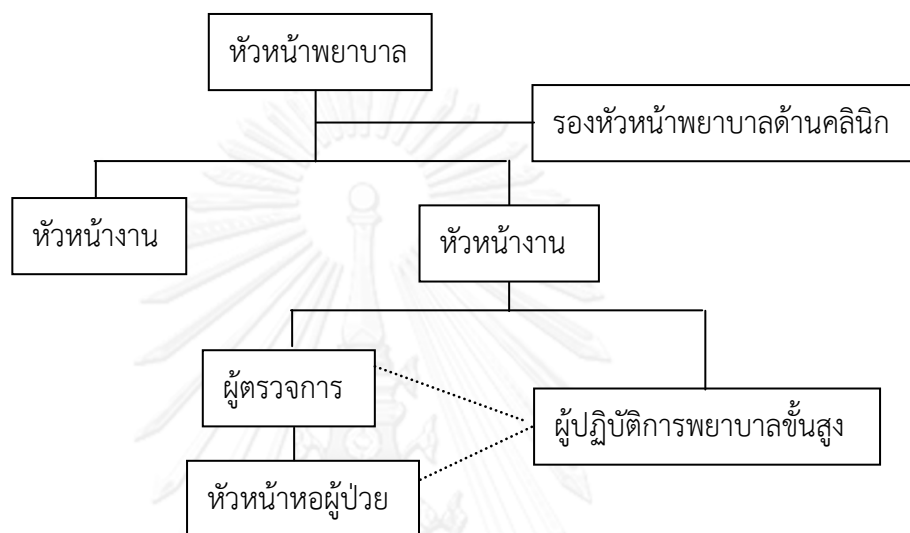 หัวหน้าพยาบาล
รองหัวหน้าพยาบาลด้านคลินิก
หัวหน้างาน
หัวหน้างาน
ผู้ตรวจการ
ผู้ปฏิบัติการพยาบาลขั้นสูง
หัวหน้าหอผู้ป่วย